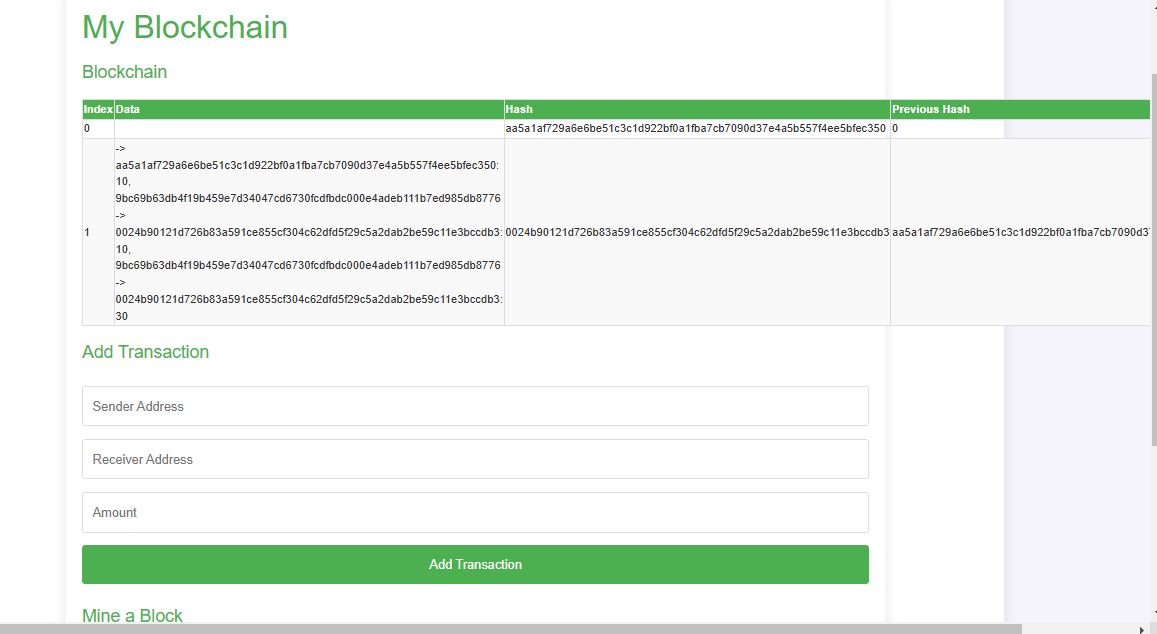 My Blockchain
Blockchain
Index Data Hash Previous Hash
0 aa5a1af729a6e6be51c3c1d922bf0a1fba7cb7090d37e4a5b557f4ee5bfec350 0
->
aa5a1af729a6e6be51c3c1d922bf0a1fba7cb7090d37e4a5b557f4ee5bfec350:
10,
9bc69b63db4f19b459e7d34047cd6730fcdfbdc000e4adeb111b7ed985db8776
->
1 0024b90121d726b83a591ce855cf304c62dfd5f29c5a2dab2be59c11e3bccdb3: 0024b90121d726b83a591ce855cf304c62dfd5f29c5a2dab2be59c11e3bccdb3 aa5a1af729a6e6be51c3c1d922bf0a1fba7cb7090d3
10,
9bc69b63db4f19b459e7d34047cd6730fcdfbdc000e4adeb111b7ed985db8776
->
0024b90121d726b83a591ce855cf304c62dfd5f29c5a2dab2be59c11e3bccdb3:
30
Add Transaction
Sender Address
Receiver Address
Amount
Add Transaction
Mine a Block